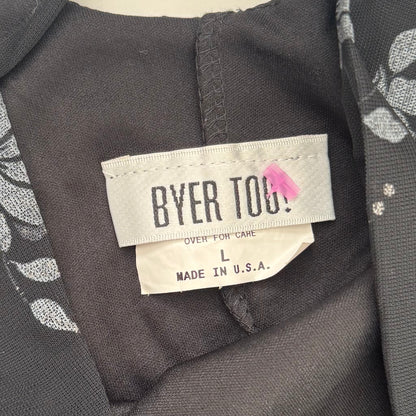 BYER TOO!
OVER FOR CARE
L
MADE IN U.S.A.